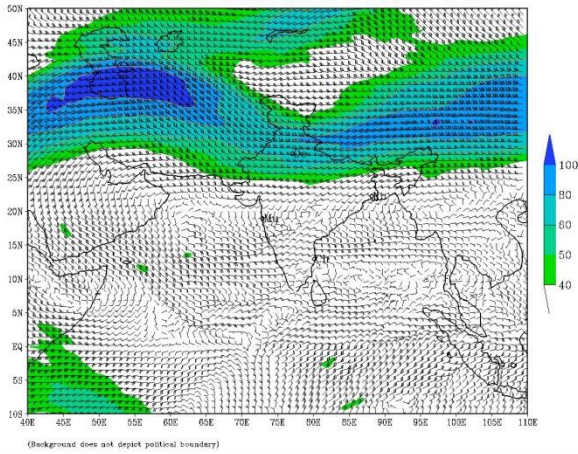 50N
45N
40N
35N
30N
25N
20N
15N
10N
5N
EQ
5S
10S
40E 45E 50E 55E 60E 65E 70E 75E 80E 85E 90E 95E 100E 105E 110E
100
80
60
50
40
(Background does not depict political boundary)